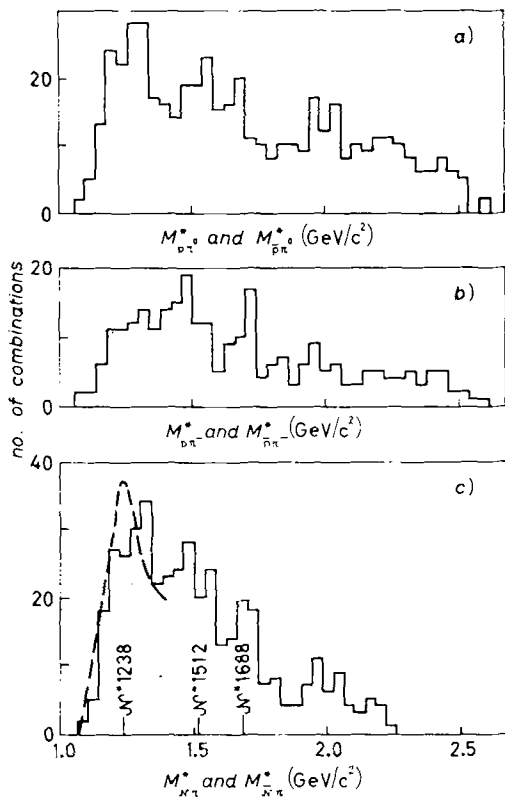 a)
20
0
M*pπ⁰ and M*p̄π⁰ (GeV/c²)
20
b)
10
0
M*pπ⁻ and M*n̄π⁻ (GeV/c²)
no. of combinations
40
c)
20
0
𝒩*1238
𝒩*1512
𝒩*1688
1.0 1.5 2.0 2.5
M*𝒩π and M*𝒩̄π (GeV/c²)